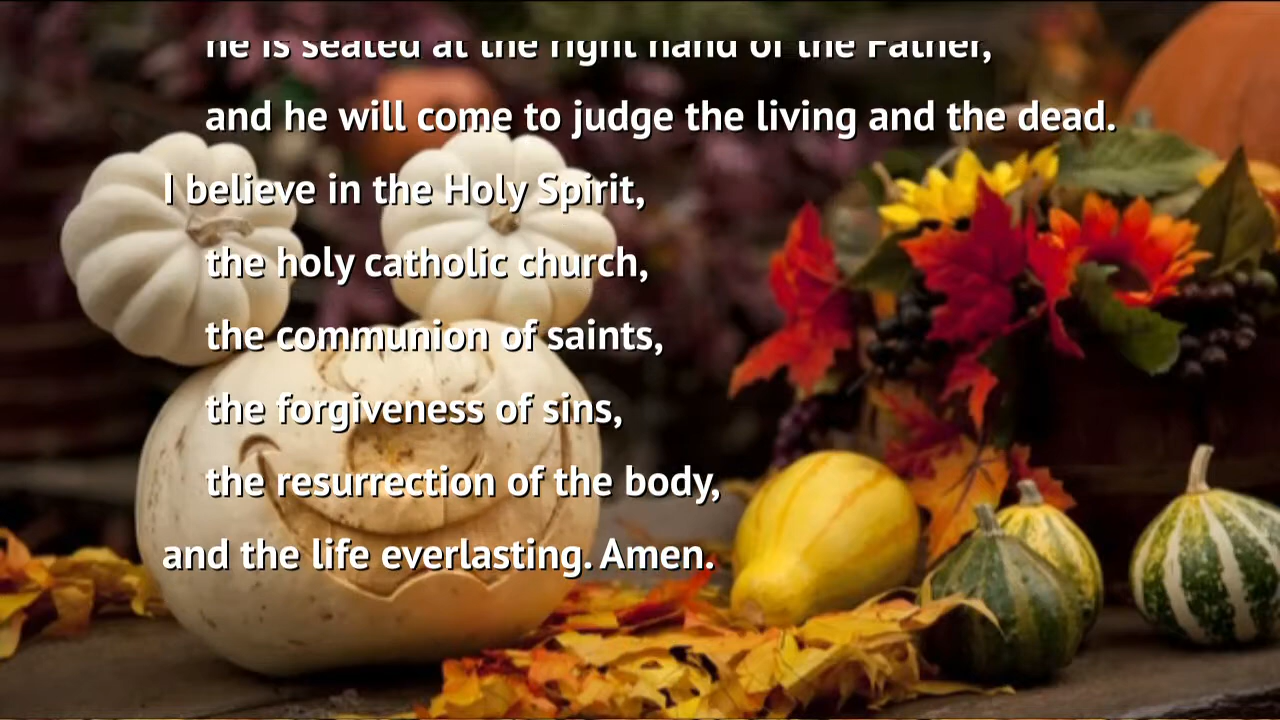 he is seated at the right hand of the Father,
and he will come to judge the living and the dead.
I believe in the Holy Spirit,
the holy catholic church,
the communion of saints,
the forgiveness of sins,
the resurrection of the body,
and the life everlasting. Amen.